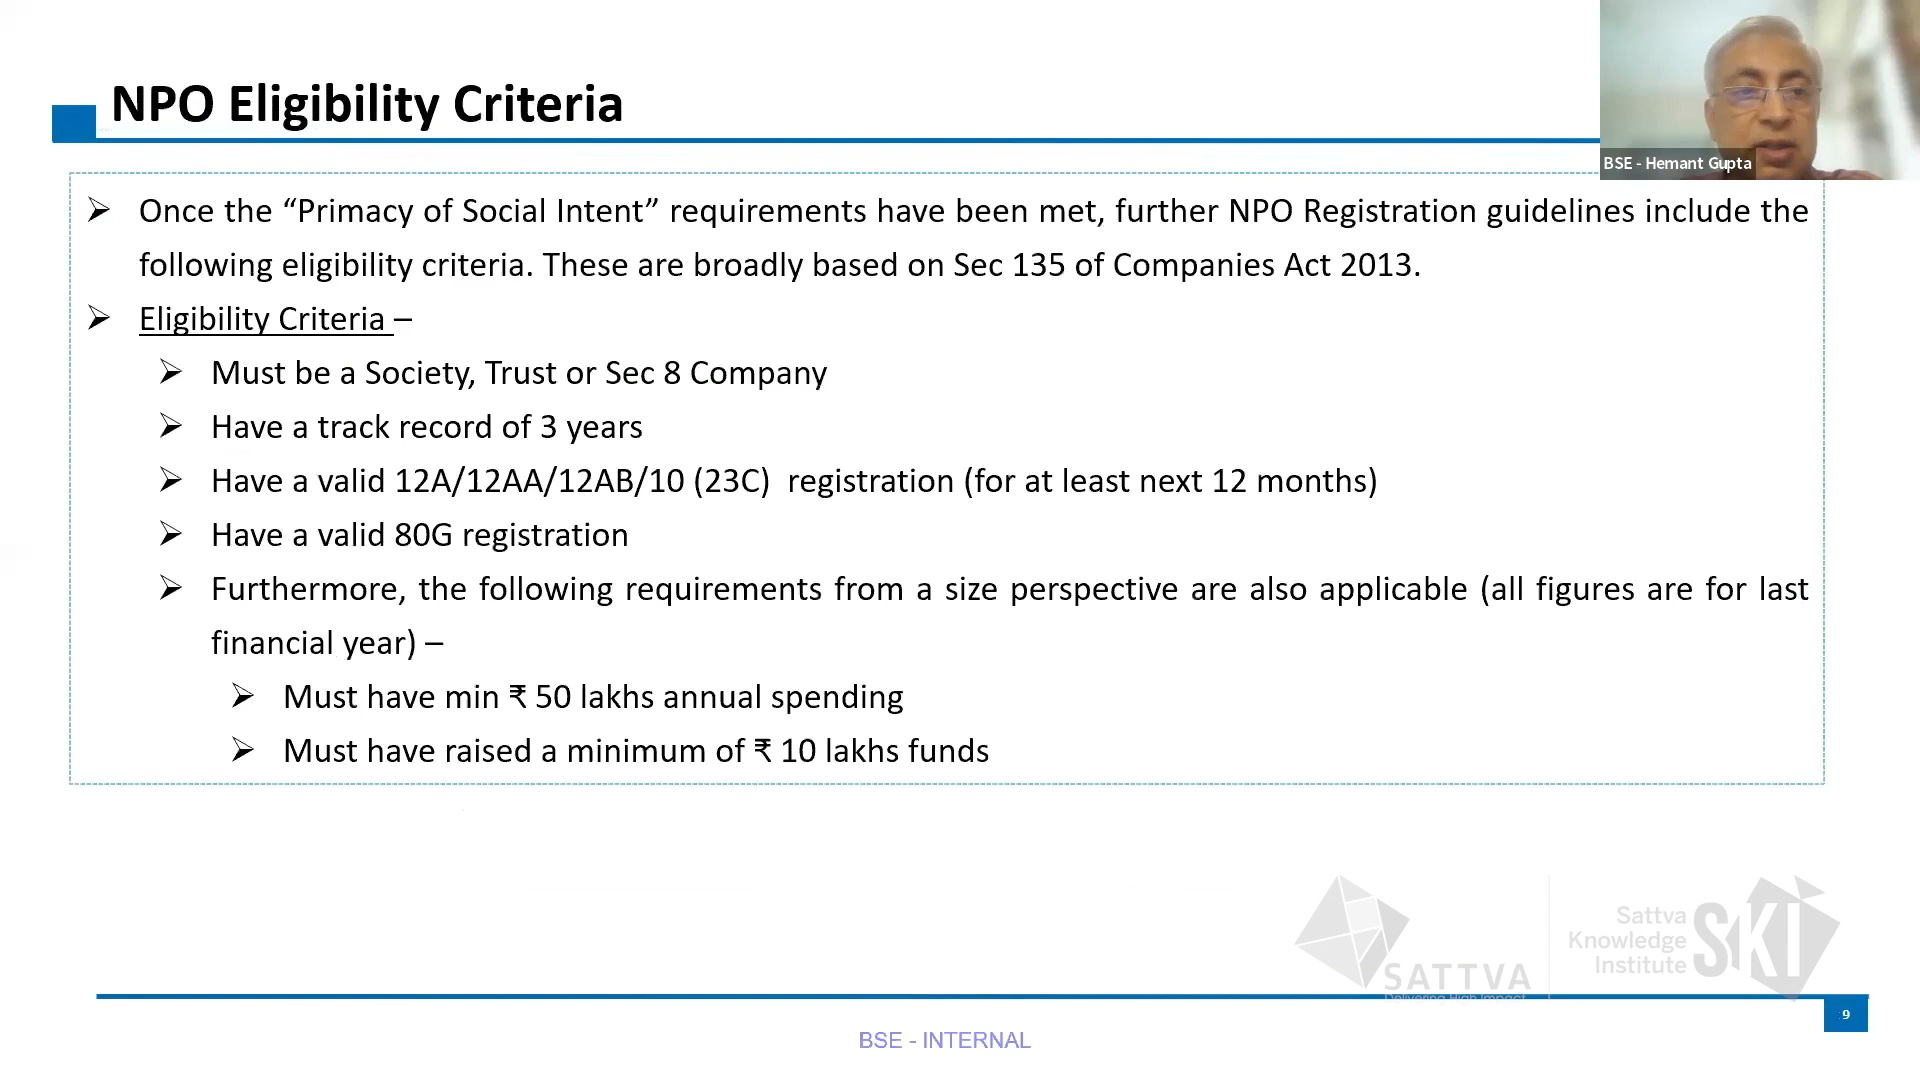 NPO Eligibility Criteria
BSE - Hemant Gupta
➢ Once the “Primacy of Social Intent” requirements have been met, further NPO Registration guidelines include the
following eligibility criteria. These are broadly based on Sec 135 of Companies Act 2013.
➢ Eligibility Criteria –
➢ Must be a Society, Trust or Sec 8 Company
➢ Have a track record of 3 years
➢ Have a valid 12A/12AA/12AB/10 (23C) registration (for at least next 12 months)
➢ Have a valid 80G registration
➢ Furthermore, the following requirements from a size perspective are also applicable (all figures are for last
financial year) –
➢ Must have min ₹ 50 lakhs annual spending
➢ Must have raised a minimum of ₹ 10 lakhs funds
SATTVA
Delivering High Impact
Sattva
Knowledge
Institute
SKI
9
BSE - INTERNAL